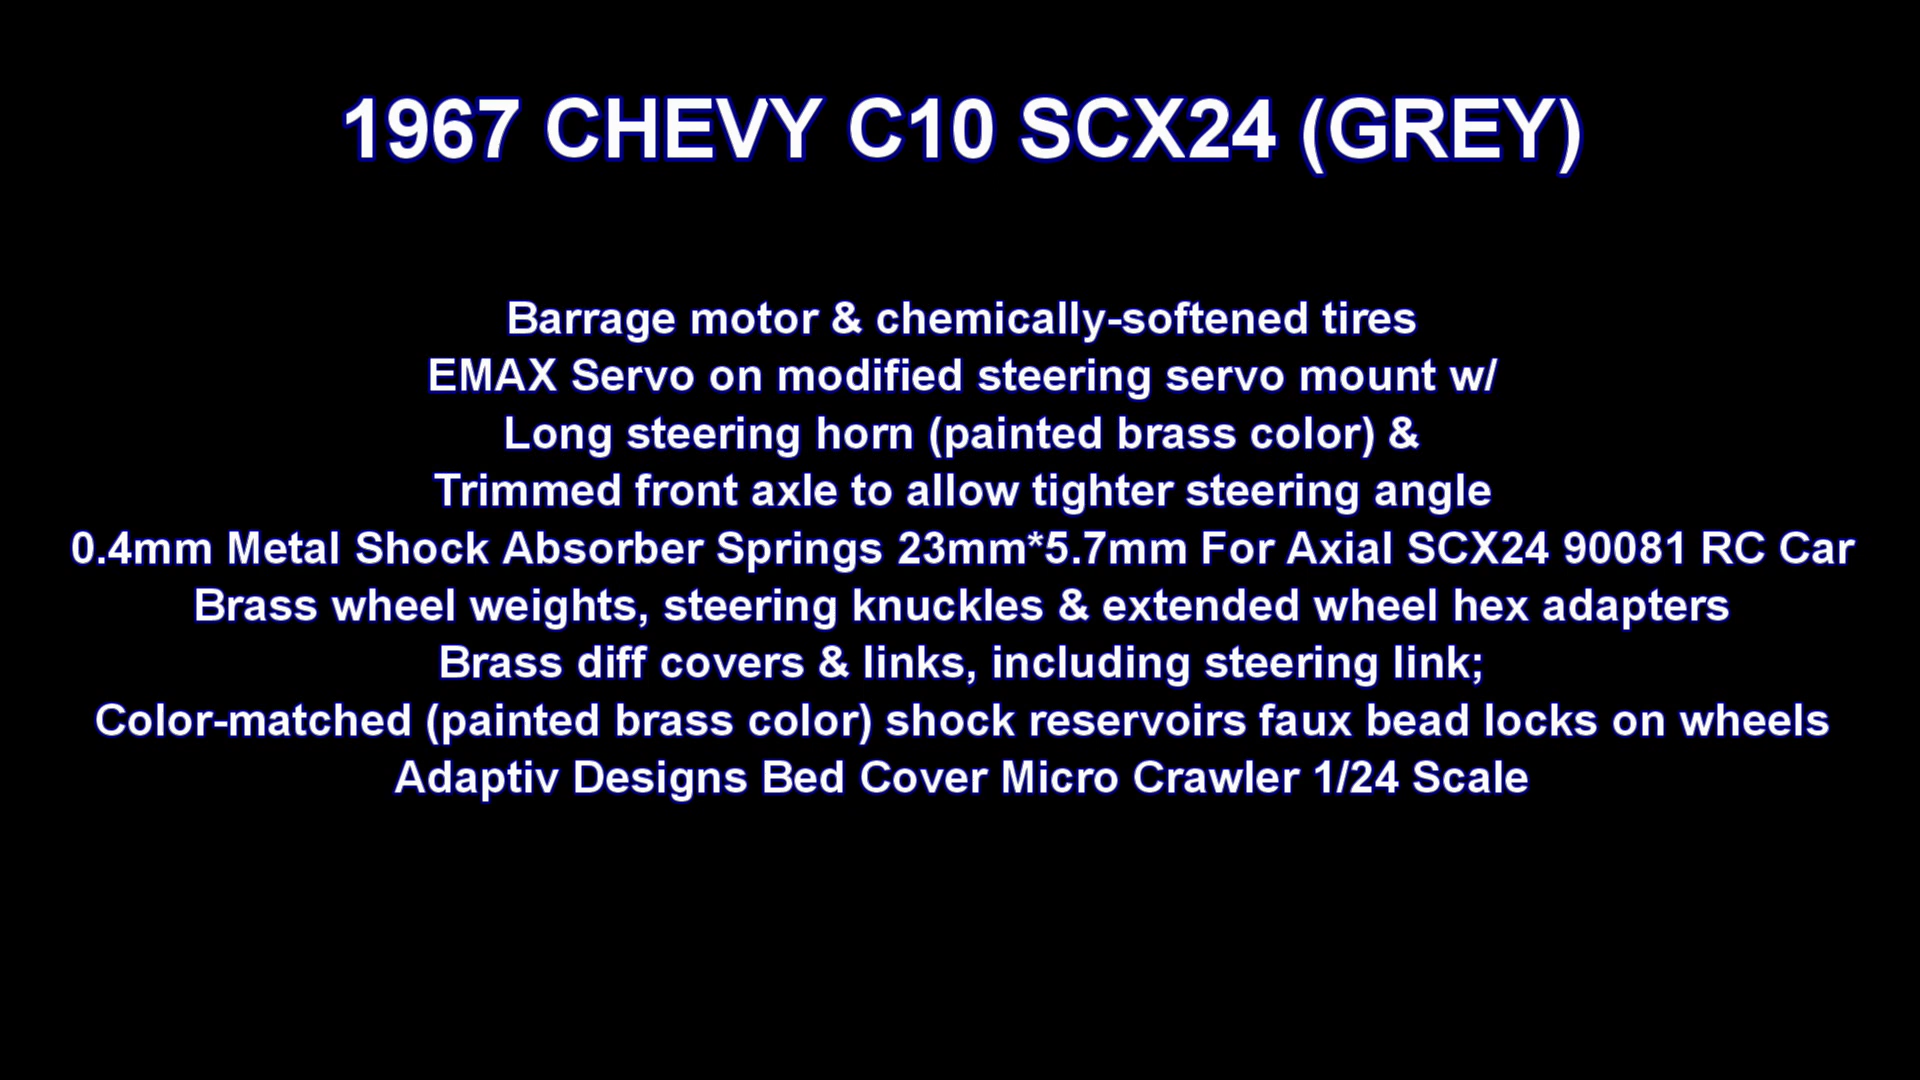 1967 CHEVY C10 SCX24 (GREY)
Barrage motor & chemically-softened tires
EMAX Servo on modified steering servo mount w/
Long steering horn (painted brass color) &
Trimmed front axle to allow tighter steering angle
0.4mm Metal Shock Absorber Springs 23mm*5.7mm For Axial SCX24 90081 RC Car
Brass wheel weights, steering knuckles & extended wheel hex adapters
Brass diff covers & links, including steering link;
Color-matched (painted brass color) shock reservoirs faux bead locks on wheels
Adaptiv Designs Bed Cover Micro Crawler 1/24 Scale